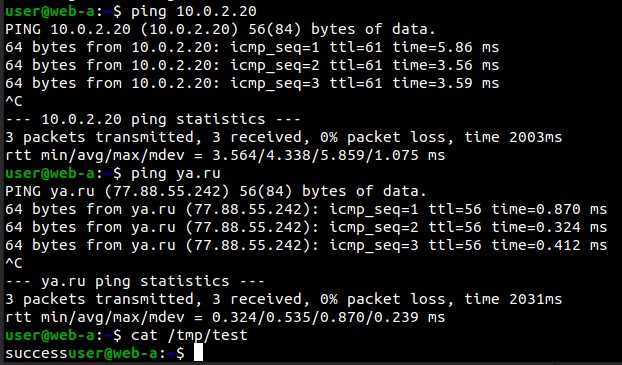 user@web-a:~$ ping 10.0.2.20
PING 10.0.2.20 (10.0.2.20) 56(84) bytes of data.
64 bytes from 10.0.2.20: icmp_seq=1 ttl=61 time=5.86 ms
64 bytes from 10.0.2.20: icmp_seq=2 ttl=61 time=3.56 ms
64 bytes from 10.0.2.20: icmp_seq=3 ttl=61 time=3.59 ms
^C
--- 10.0.2.20 ping statistics ---
3 packets transmitted, 3 received, 0% packet loss, time 2003ms
rtt min/avg/max/mdev = 3.564/4.338/5.859/1.075 ms
user@web-a:~$ ping ya.ru
PING ya.ru (77.88.55.242) 56(84) bytes of data.
64 bytes from ya.ru (77.88.55.242): icmp_seq=1 ttl=56 time=0.870 ms
64 bytes from ya.ru (77.88.55.242): icmp_seq=2 ttl=56 time=0.324 ms
64 bytes from ya.ru (77.88.55.242): icmp_seq=3 ttl=56 time=0.412 ms
^C
--- ya.ru ping statistics ---
3 packets transmitted, 3 received, 0% packet loss, time 2031ms
rtt min/avg/max/mdev = 0.324/0.535/0.870/0.239 ms
user@web-a:~$ cat /tmp/test
successuser@web-a:~$